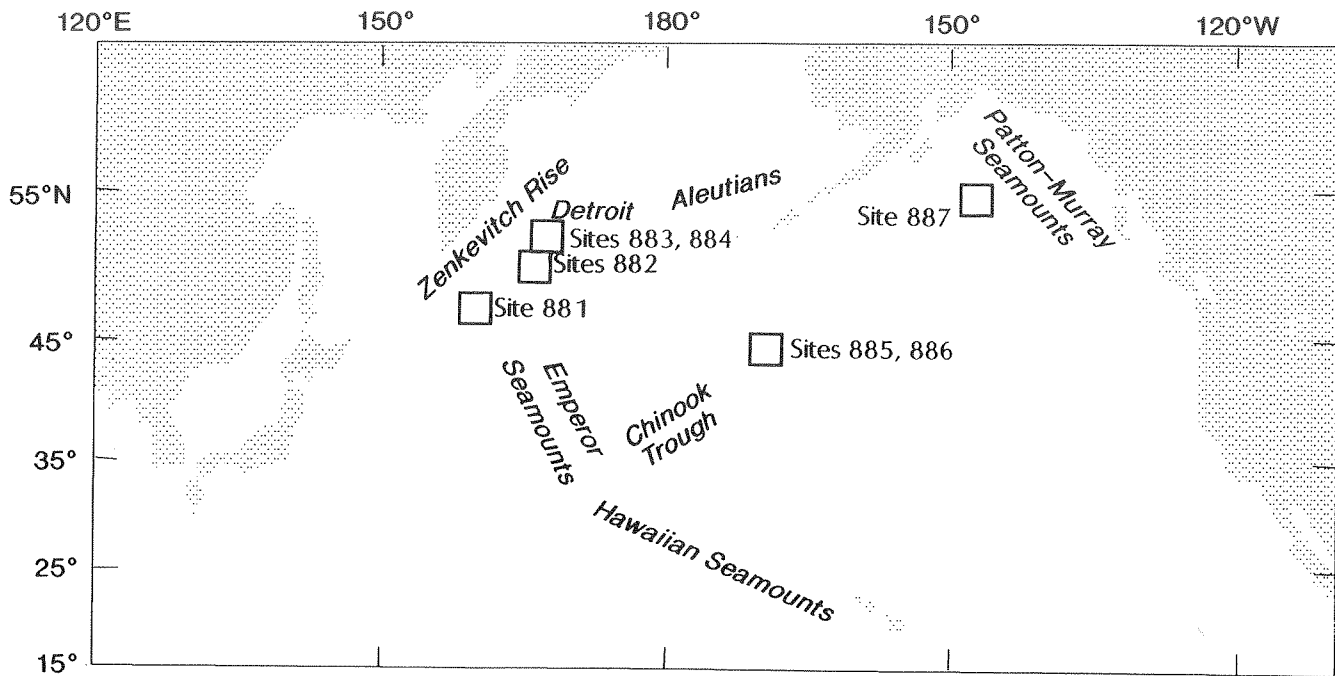 120°E 150° 180° 150° 120°W
Patton-Murray
Seamounts
55°N
Zenkevitch Rise
Detroit
Aleutians
Site 887
Sites 883, 884
Sites 882
Site 881
45°
Sites 885, 886
Emperor
Seamounts
Chinook
Trough
35°
Hawaiian Seamounts
25°
15°